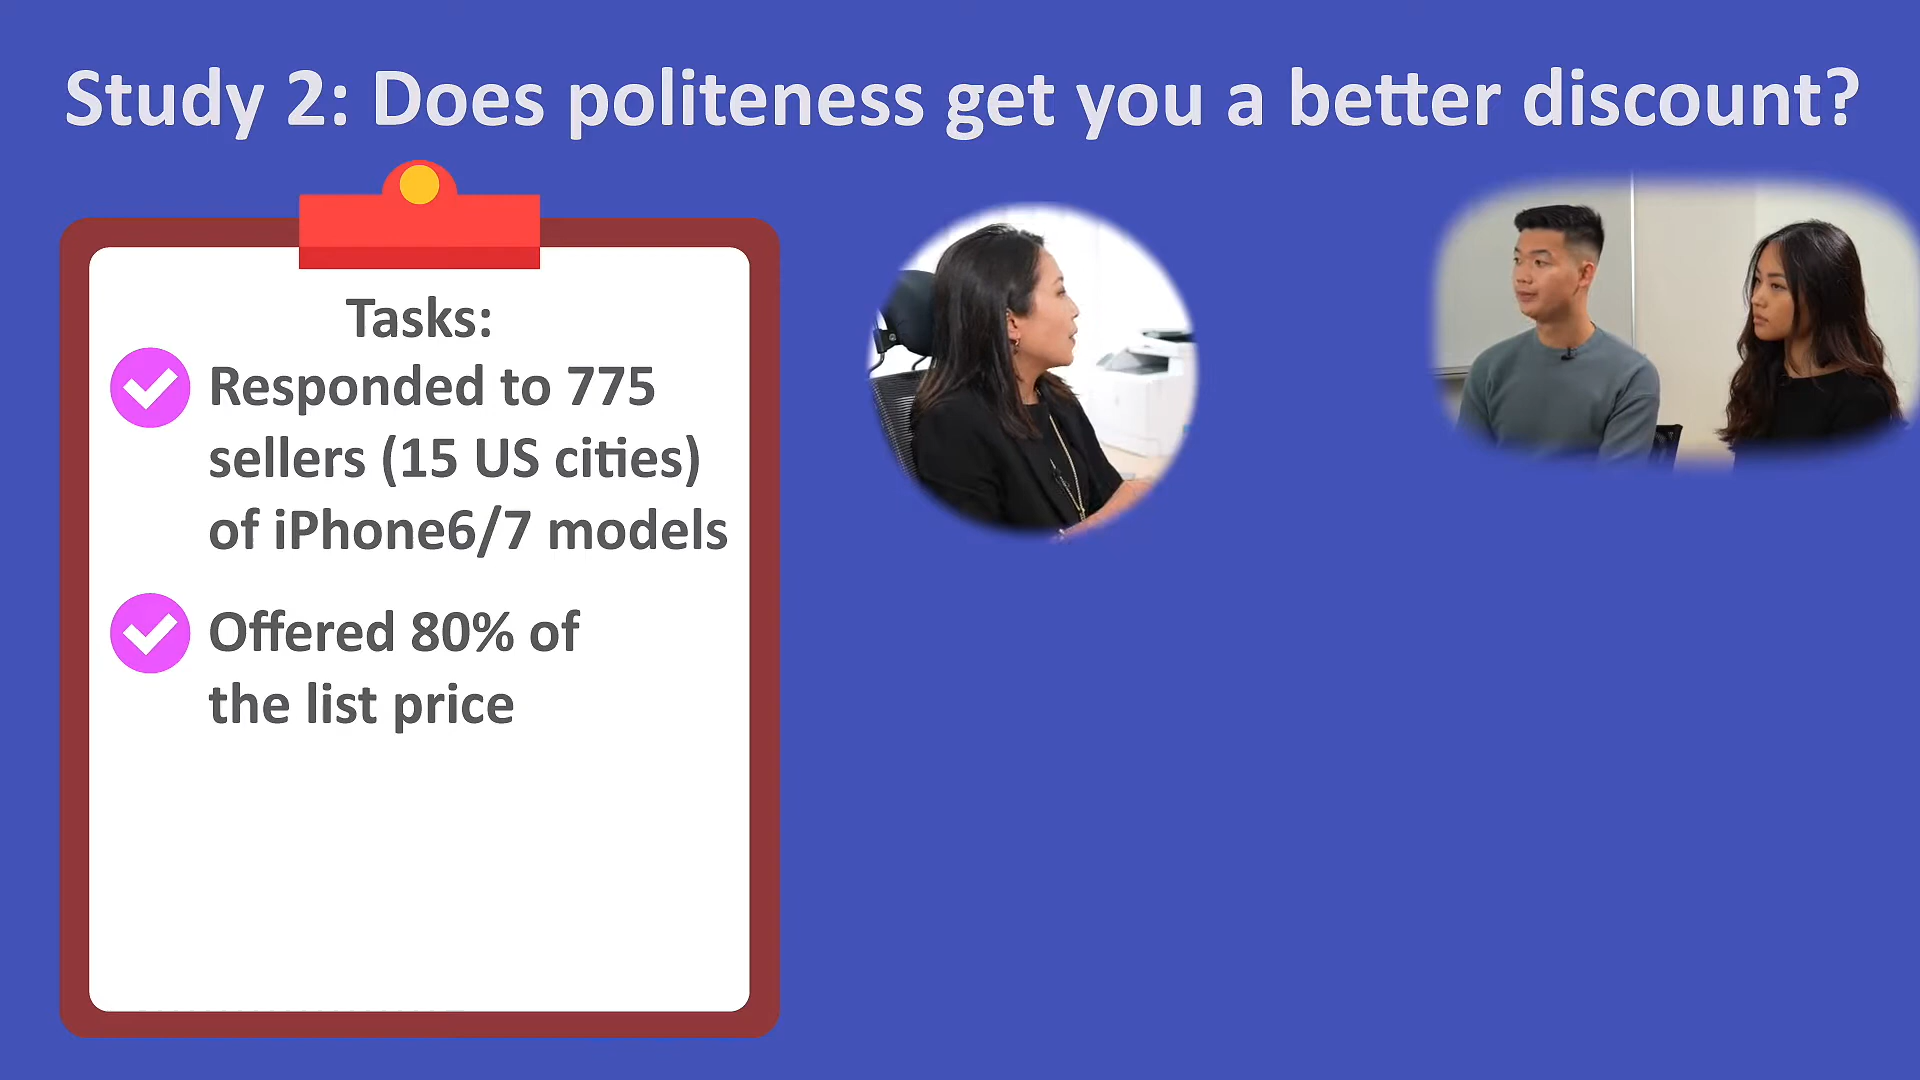 Study 2: Does politeness get you a better discount?
Tasks:
Responded to 775
sellers (15 US cities)
of iPhone6/7 models
Offered 80% of
the list price